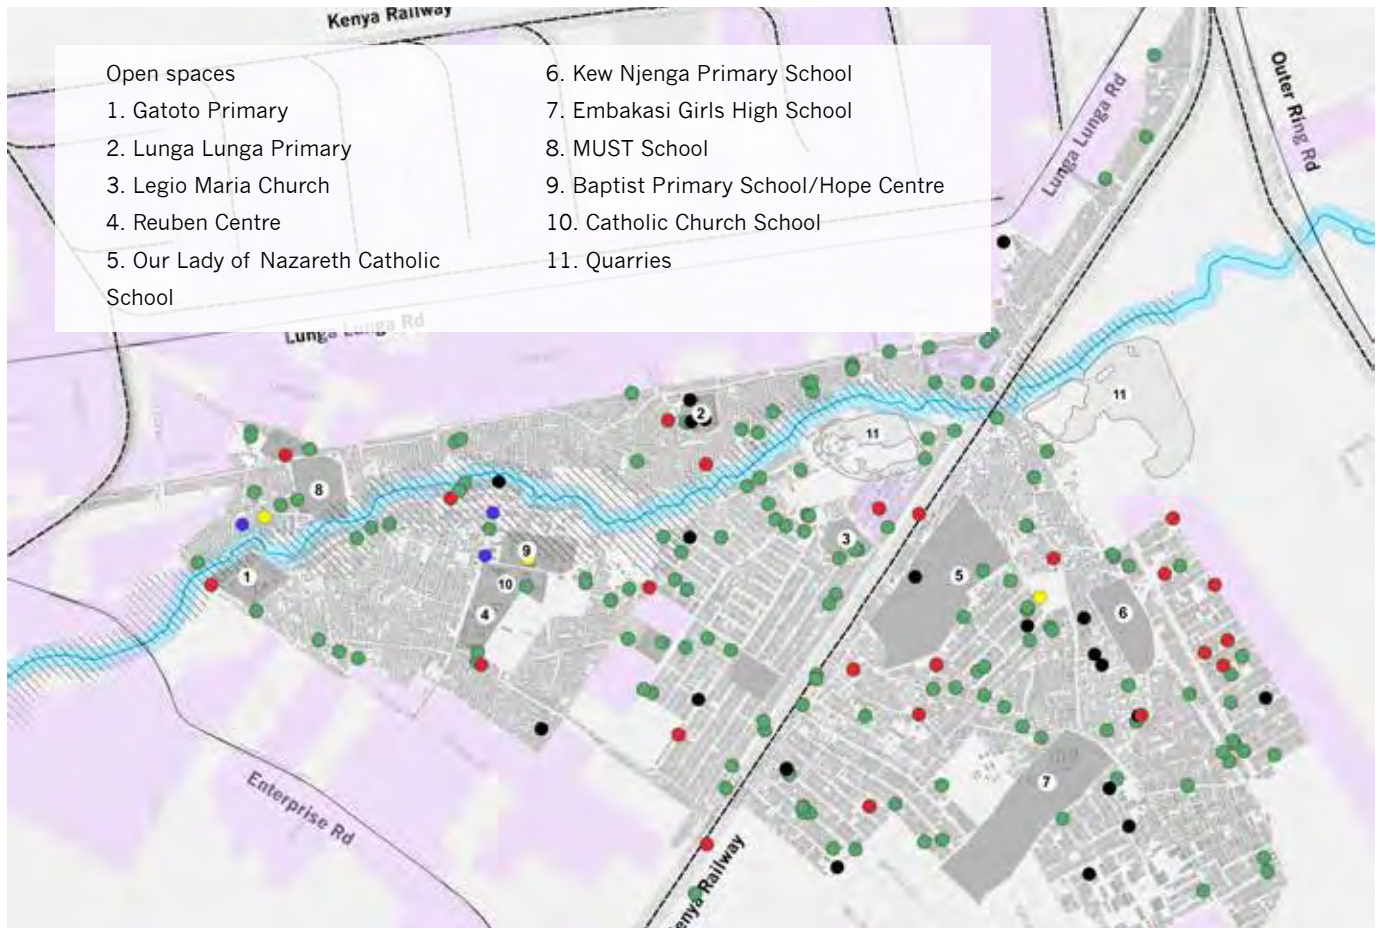 Kenya Railway
Open spaces
1. Gatoto Primary
2. Lunga Lunga Primary
3. Legio Maria Church
4. Reuben Centre
5. Our Lady of Nazareth Catholic
School
6. Kew Njenga Primary School
7. Embakasi Girls High School
8. MUST School
9. Baptist Primary School/Hope Centre
10. Catholic Church School
11. Quarries
Outer Ring Rd
Lunga Lunga Rd
Lunga Lunga Rd
11
2
11
8
3
9
1
10
5
6
4
7
Enterprise Rd
enya Railway